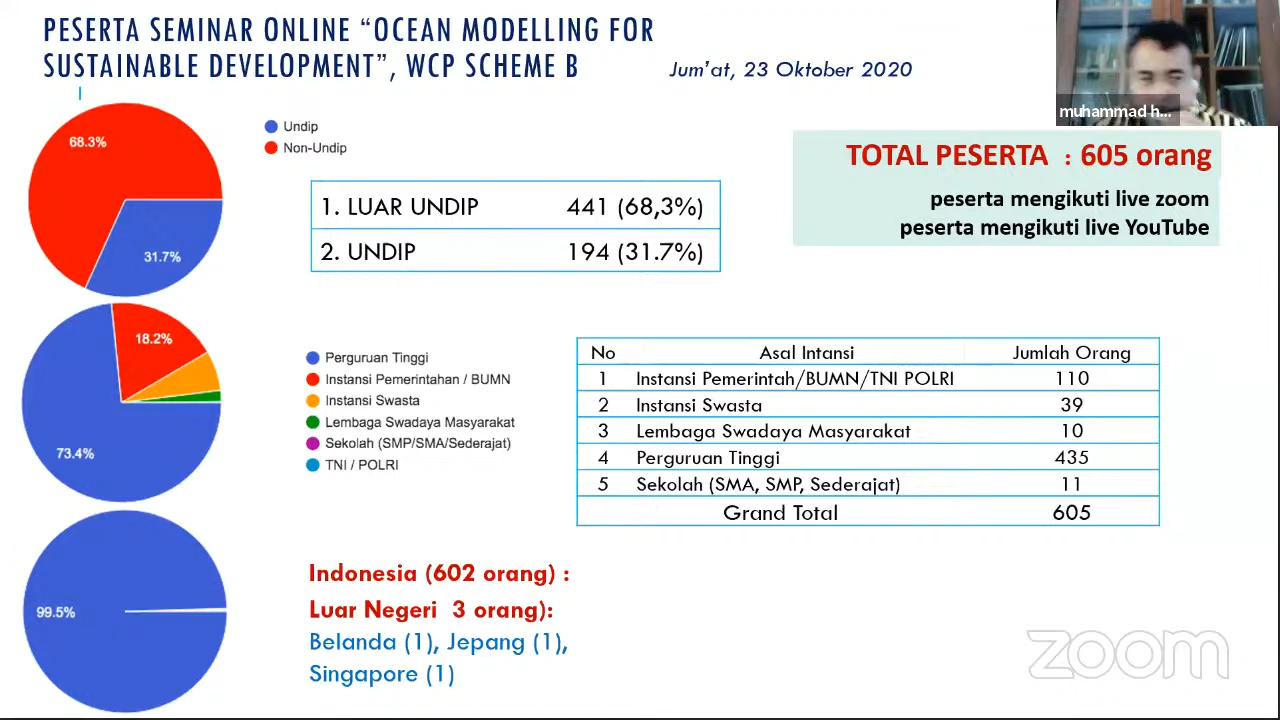 PESERTA SEMINAR ONLINE “OCEAN MODELLING FOR
SUSTAINABLE DEVELOPMENT”, WCP SCHEME B
Jum’at, 23 Oktober 2020
muhammad h...
68.3%
31.7%
Undip
Non-Undip
1. LUAR UNDIP 441 (68,3%)
2. UNDIP 194 (31.7%)
TOTAL PESERTA : 605 orang
peserta mengikuti live zoom
peserta mengikuti live YouTube
18.2%
73.4%
Perguruan Tinggi
Instansi Pemerintahan / BUMN
Instansi Swasta
Lembaga Swadaya Masyarakat
Sekolah (SMP/SMA/Sederajat)
TNI / POLRI
No Asal Intansi Jumlah Orang
1 Instansi Pemerintah/BUMN/TNI POLRI 110
2 Instansi Swasta 39
3 Lembaga Swadaya Masyarakat 10
4 Perguruan Tinggi 435
5 Sekolah (SMA, SMP, Sederajat) 11
Grand Total 605
99.5%
Indonesia (602 orang) :
Luar Negeri 3 orang):
Belanda (1), Jepang (1),
Singapore (1)
zoom